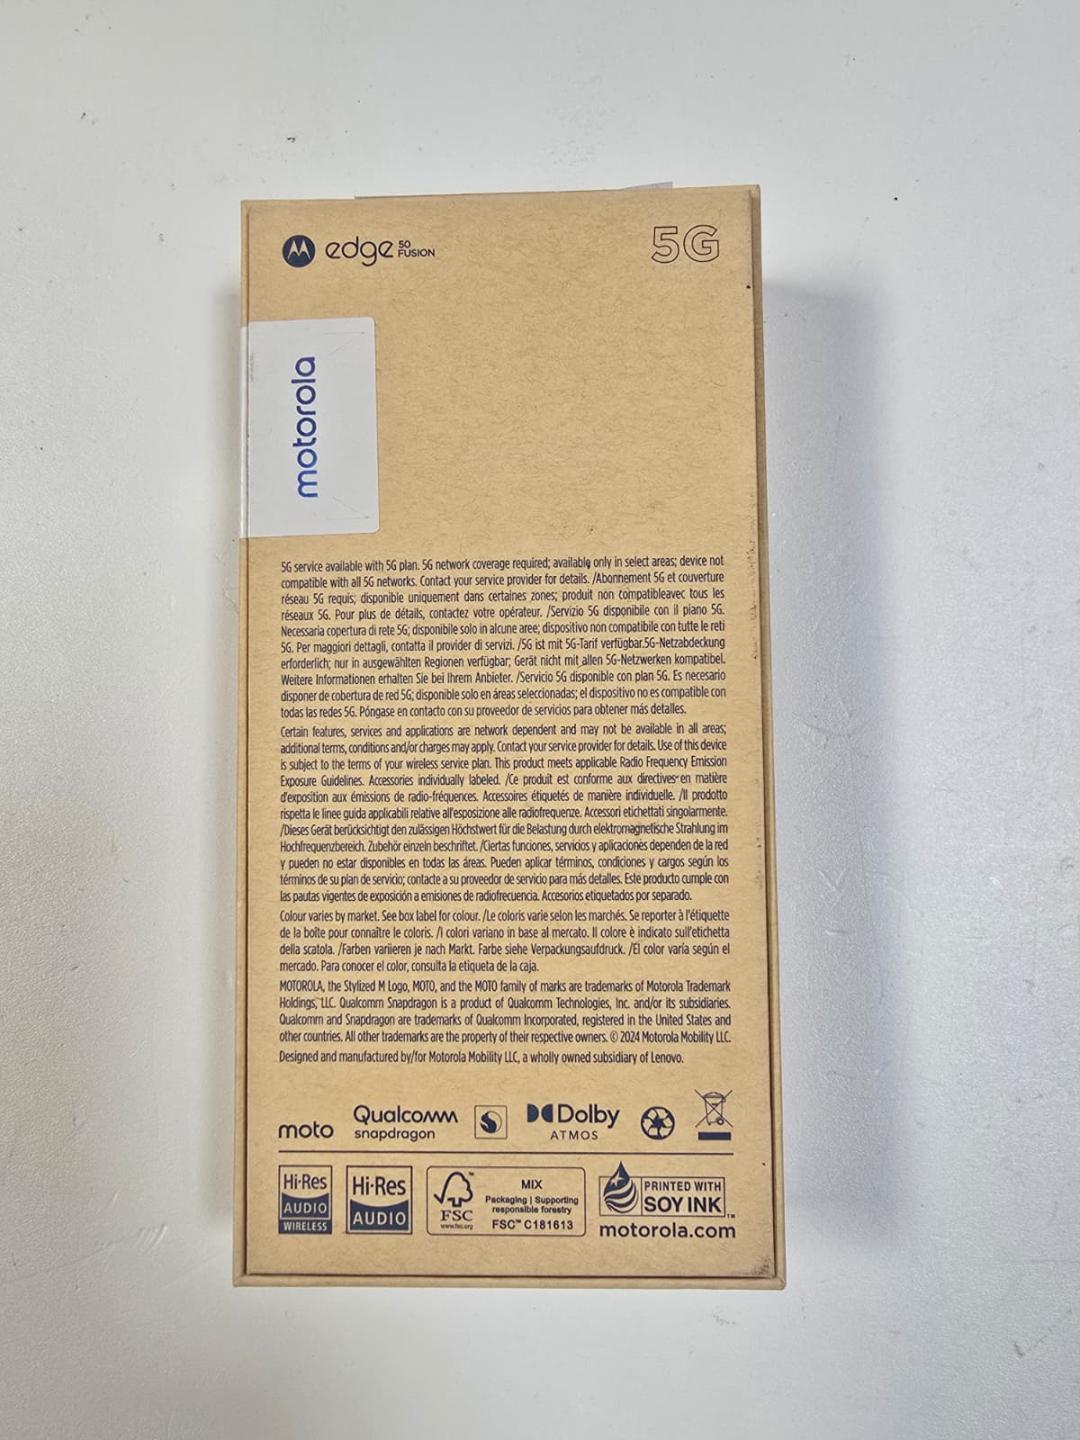 edge 50 FUSION
5G
motorola
5G service available with 5G plan. 5G network coverage required; available only in select areas; device not
compatible with all 5G networks. Contact your service provider for details. /Abonnement 5G et couverture
réseau 5G requis; disponible uniquement dans certaines zones; produit non compatibleavec tous les
réseaux 5G. Pour plus de détails, contactez votre opérateur. /Servizio 5G disponibile con il piano 5G.
Necessaria copertura di rete 5G; disponibile solo in alcune aree; dispositivo non compatibile con tutte le reti
5G. Per maggiori dettagli, contatta il provider di servizi. /5G ist mit 5G-Tarif verfügbar.5G-Netzabdeckung
erforderlich; nur in ausgewählten Regionen verfügbar; Gerät nicht mit allen 5G-Netzwerken kompatibel.
Weitere Informationen erhalten Sie bei Ihrem Anbieter. /Servicio 5G disponible con plan 5G. Es necesario
disponer de cobertura de red 5G; disponible solo en áreas seleccionadas; el dispositivo no es compatible con
todas las redes 5G. Póngase en contacto con su proveedor de servicios para obtener más detalles.
Certain features, services and applications are network dependent and may not be available in all areas;
additional terms, conditions and/or charges may apply. Contact your service provider for details. Use of this device
is subject to the terms of your wireless service plan. This product meets applicable Radio Frequency Emission
Exposure Guidelines. Accessories individually labeled. /Ce produit est conforme aux directives en matière
d'exposition aux émissions de radio-fréquences. Accessoires étiquetés de manière individuelle. /Il prodotto
rispetta le linee guida applicabili relative all'esposizione alle radiofrequenze. Accessori etichettati singolarmente.
/Dieses Gerät berücksichtigt den zulässigen Höchstwert für die Belastung durch elektromagnetische Strahlung im
Hochfrequenzbereich. Zubehör einzeln beschriftet. /Ciertas funciones, servicios y aplicaciones dependen de la red
y pueden no estar disponibles en todas las áreas. Pueden aplicar términos, condiciones y cargos según los
términos de su plan de servicio; contacte a su proveedor de servicio para más detalles. Este producto cumple con
las pautas vigentes de exposición a emisiones de radiofrecuencia. Accesorios etiquetados por separado.
Colour varies by market. See box label for colour. /Le coloris varie selon les marchés. Se reporter à l'étiquette
de la boîte pour connaître le coloris. /I colori variano in base al mercato. Il colore è indicato sull'etichetta
della scatola. /Farben variieren je nach Markt. Farbe siehe Verpackungsaufdruck. /El color varía según el
mercado. Para conocer el color, consulta la etiqueta de la caja.
MOTOROLA, the Stylized M Logo, MOTO, and the MOTO family of marks are trademarks of Motorola Trademark
Holdings, LLC. Qualcomm Snapdragon is a product of Qualcomm Technologies, Inc. and/or its subsidiaries.
Qualcomm and Snapdragon are trademarks of Qualcomm Incorporated, registered in the United States and
other countries. All other trademarks are the property of their respective owners. © 2024 Motorola Mobility LLC.
Designed and manufactured by/for Motorola Mobility LLC, a wholly owned subsidiary of Lenovo.
moto
Qualcomm
snapdragon
Dolby
ATMOS
Hi-Res
AUDIO
WIRELESS
Hi-Res
AUDIO
FSC™
www.fsc.org
MIX
Packaging | Supporting
responsible forestry
FSC™ C181613
PRINTED WITH
SOY INK™
motorola.com